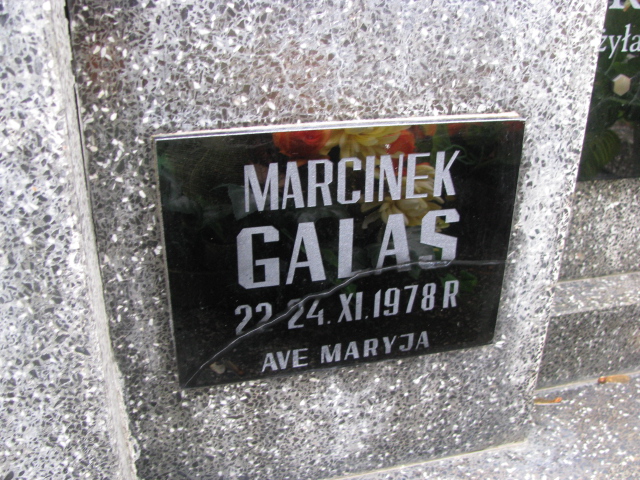 MARCINEK
GALAS
22 24. XI. 1978 R
AVE MARYJA